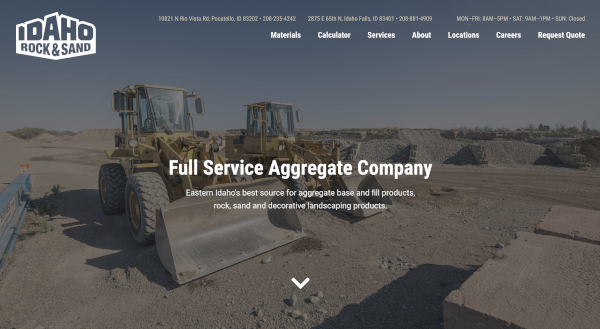 IDAHO
ROCK & SAND
10821 N Rio Vista Rd, Pocatello, ID 83202 • 208-235-4242 2875 E 65th N, Idaho Falls, ID 83401 • 208-881-4909 MON–FRI: 8AM–5PM • SAT: 9AM–1PM • SUN: Closed
Materials Calculator Services About Locations Careers Request Quote
Full Service Aggregate Company
Eastern Idaho's best source for aggregate base and fill products,
rock, sand and decorative landscaping products.